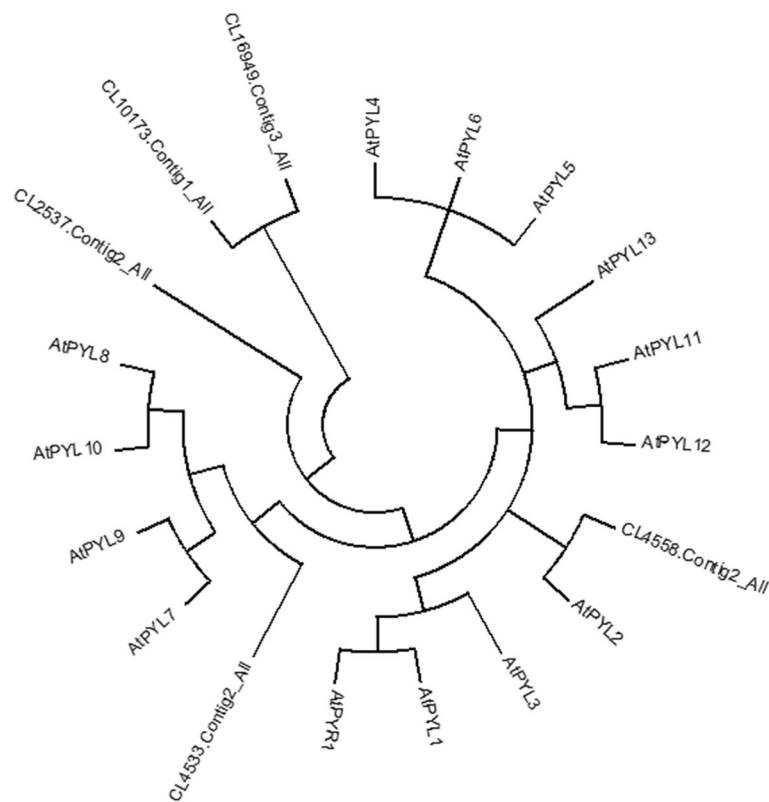 AtPYL4
AtPYL6
AtPYL5
AtPYL13
AtPYL11
AtPYL12
CL4558.Contig2_All
AtPYL2
AtPYL3
AtPYL1
AtPYR1
CL4533.Contig2_All
AtPYL7
AtPYL9
AtPYL10
AtPYL8
CL2537.Contig2_All
CL10173.Contig1_All
CL16949.Contig3_All